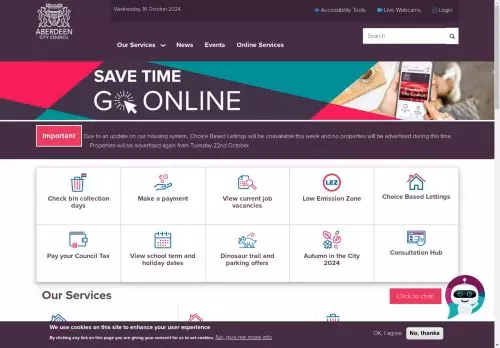 Wednesday, 16 October 2024
Accessibility Tools
Live Webcams
Login
ABERDEEN
CITY COUNCIL
Our Services
News
Events
Online Services
Search
SAVE TIME
GO ONLINE
Important
Due to an update on our housing system, Choice Based Lettings will be unavailable this week and no properties will be advertised during this time.
Properties will be advertised again from Tuesday 22nd October.
LEZ
Check bin collection
days
Make a payment
View current job
vacancies
Low Emission Zone
Choice Based Lettings
Pay your Council Tax
View school term and
holiday dates
Dinosaur trail and
parking offers
Autumn in the City
2024
Consultation Hub
Our Services
Click to chat!
We use cookies on this site to enhance your user experience
By clicking any link on this page you are giving your consent for us to set cookies. No, give me more info
OK, I agree
No, thanks